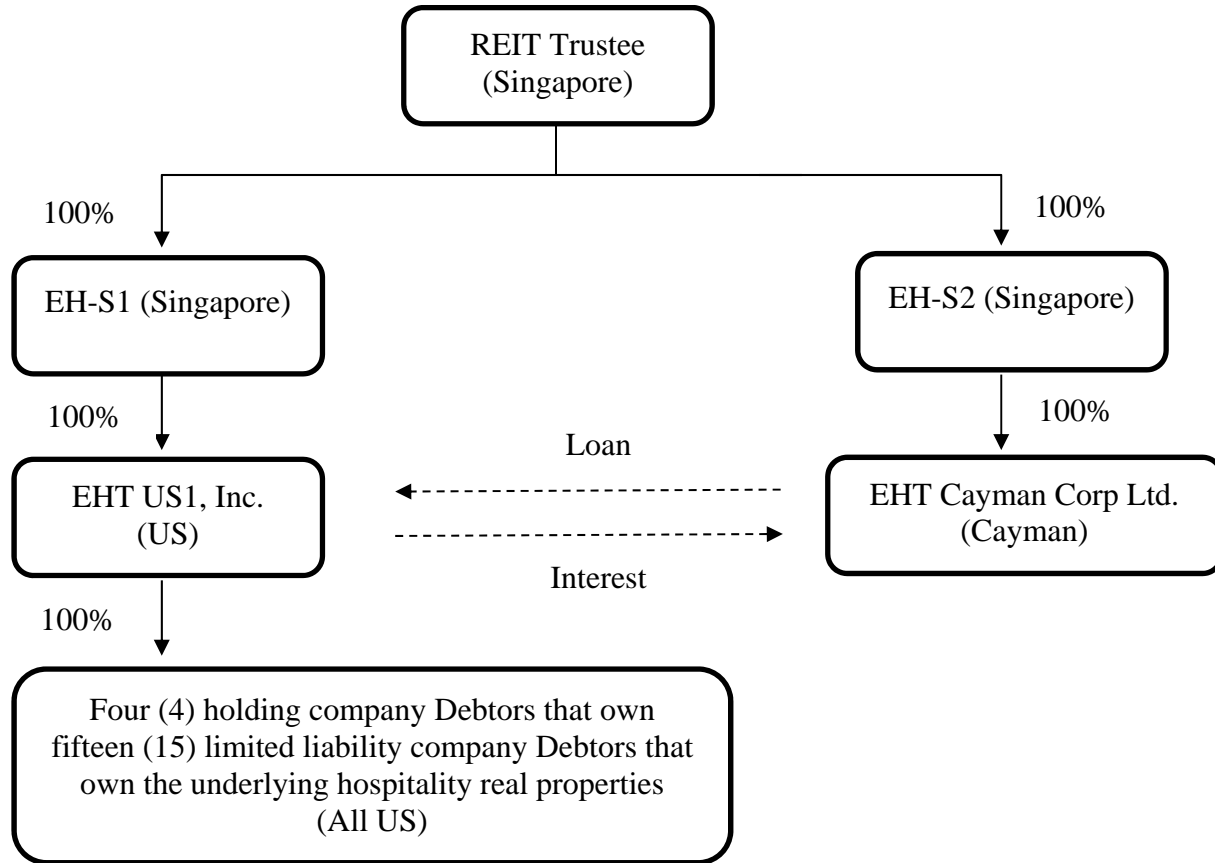 REIT Trustee
(Singapore)
100%
100%
EH-S1 (Singapore)
EH-S2 (Singapore)
100%
100%
Loan
EHT US1, Inc.
(US)
EHT Cayman Corp Ltd.
(Cayman)
Interest
100%
Four (4) holding company Debtors that own
fifteen (15) limited liability company Debtors that
own the underlying hospitality real properties
(All US)